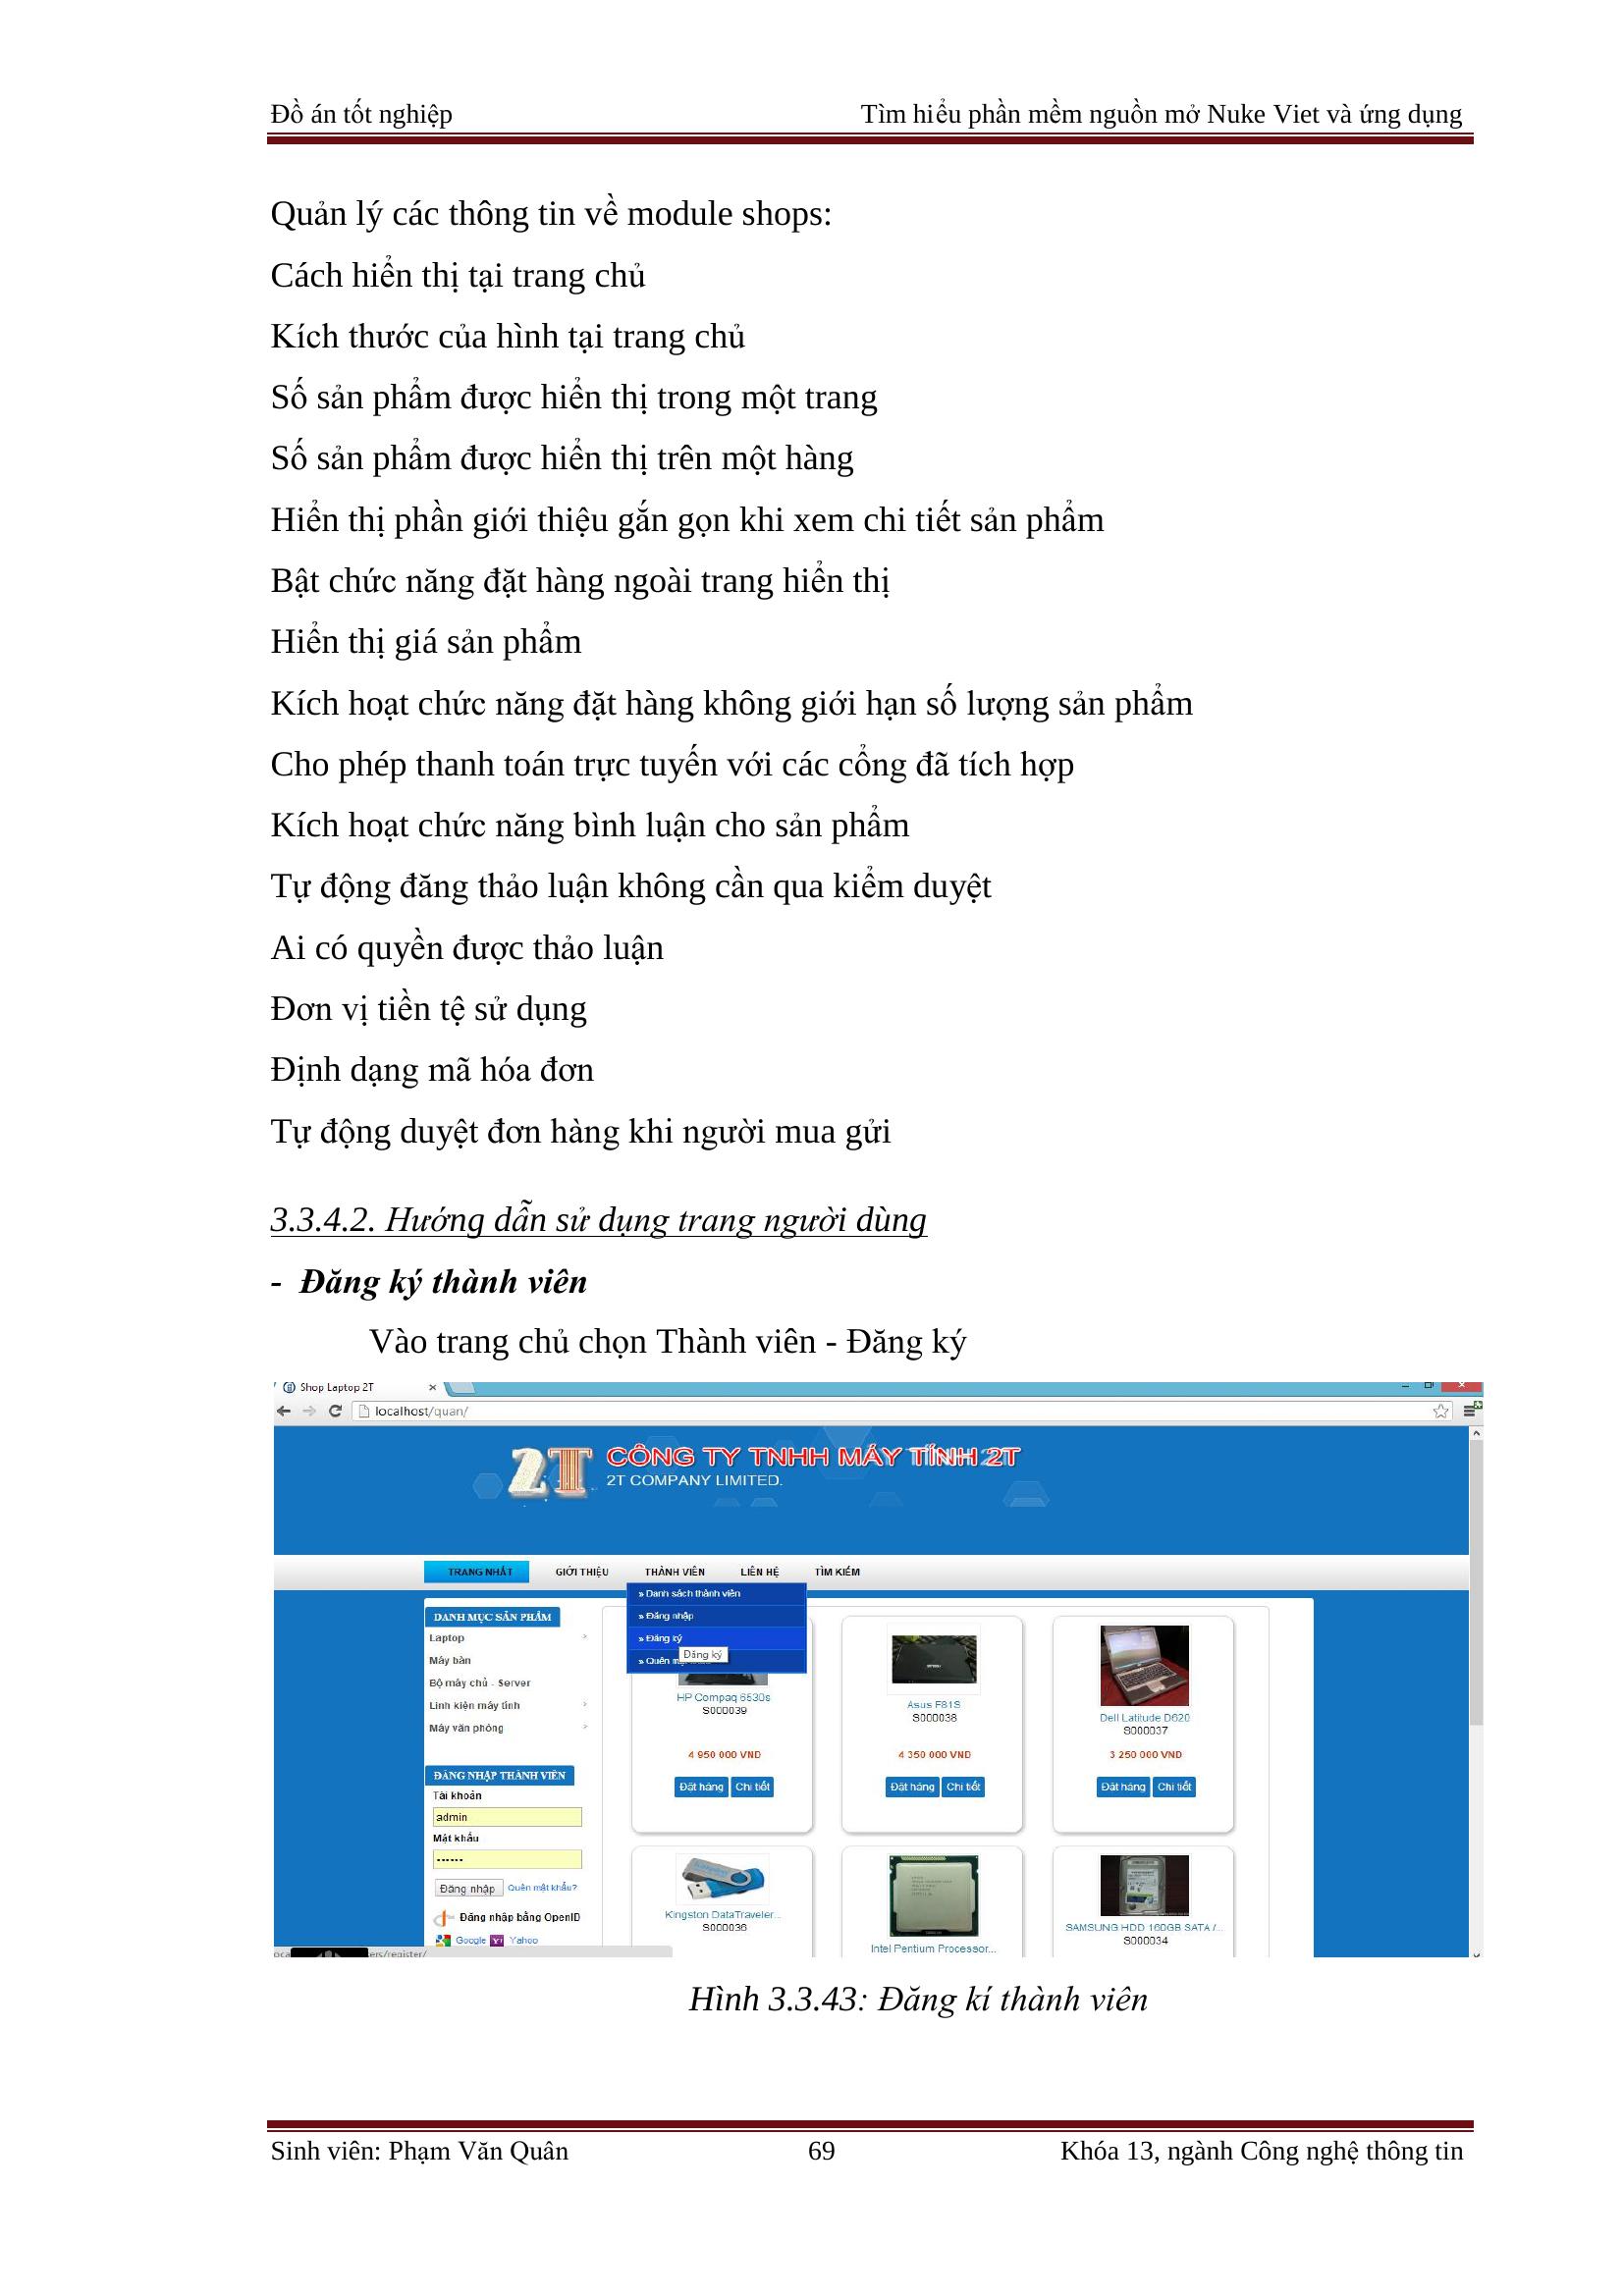 Đồ án tốt nghiệp Tìm hiểu phần mềm nguồn mở Nuke Viet và ứng dụng
Quản lý các thông tin về module shops:
Cách hiển thị tại trang chủ
Kích thước của hình tại trang chủ
Số sản phẩm được hiển thị trong một trang
Số sản phẩm được hiển thị trên một hàng
Hiển thị phần giới thiệu gắn gọn khi xem chi tiết sản phẩm
Bật chức năng đặt hàng ngoài trang hiển thị
Hiển thị giá sản phẩm
Kích hoạt chức năng đặt hàng không giới hạn số lượng sản phẩm
Cho phép thanh toán trực tuyến với các cổng đã tích hợp
Kích hoạt chức năng bình luận cho sản phẩm
Tự động đăng thảo luận không cần qua kiểm duyệt
Ai có quyền được thảo luận
Đơn vị tiền tệ sử dụng
Định dạng mã hóa đơn
Tự động duyệt đơn hàng khi người mua gửi
3.3.4.2. Hướng dẫn sử dụng trang người dùng
- Đăng ký thành viên
Vào trang chủ chọn Thành viên - Đăng ký
Shop Laptop 2T
localhost/quan/
2T CÔNG TY TNHH MÁY TÍNH 2T
2T COMPANY LIMITED.
TRANG NHẤT GIỚI THIỆU THÀNH VIÊN LIÊN HỆ TÌM KIẾM
» Danh sách thành viên
» Đăng nhập
» Đăng ký
Đăng ký
» Quên
DANH MỤC SẢN PHẨM
Laptop
Máy bàn
Bộ máy chủ - Server
Linh kiện máy tính
Máy văn phòng
ĐĂNG NHẬP THÀNH VIÊN
Tài khoản
admin
Mật khẩu
Đăng nhập Quên mật khẩu?
Đăng nhập bằng OpenID
Google Yahoo
ers/register/
HP Compaq 6530s
S000039
4 950 000 VND
Đặt hàng Chi tiết
Asus F81S
S000038
4 350 000 VND
Đặt hàng Chi tiết
Dell Latitude D620
S000037
3 250 000 VND
Đặt hàng Chi tiết
Kingston DataTraveler...
S000036
Intel Pentium Processor...
SAMSUNG HDD 160GB SATA /...
S000034
Hình 3.3.43: Đăng kí thành viên
Sinh viên: Phạm Văn Quân 69 Khóa 13, ngành Công nghệ thông tin